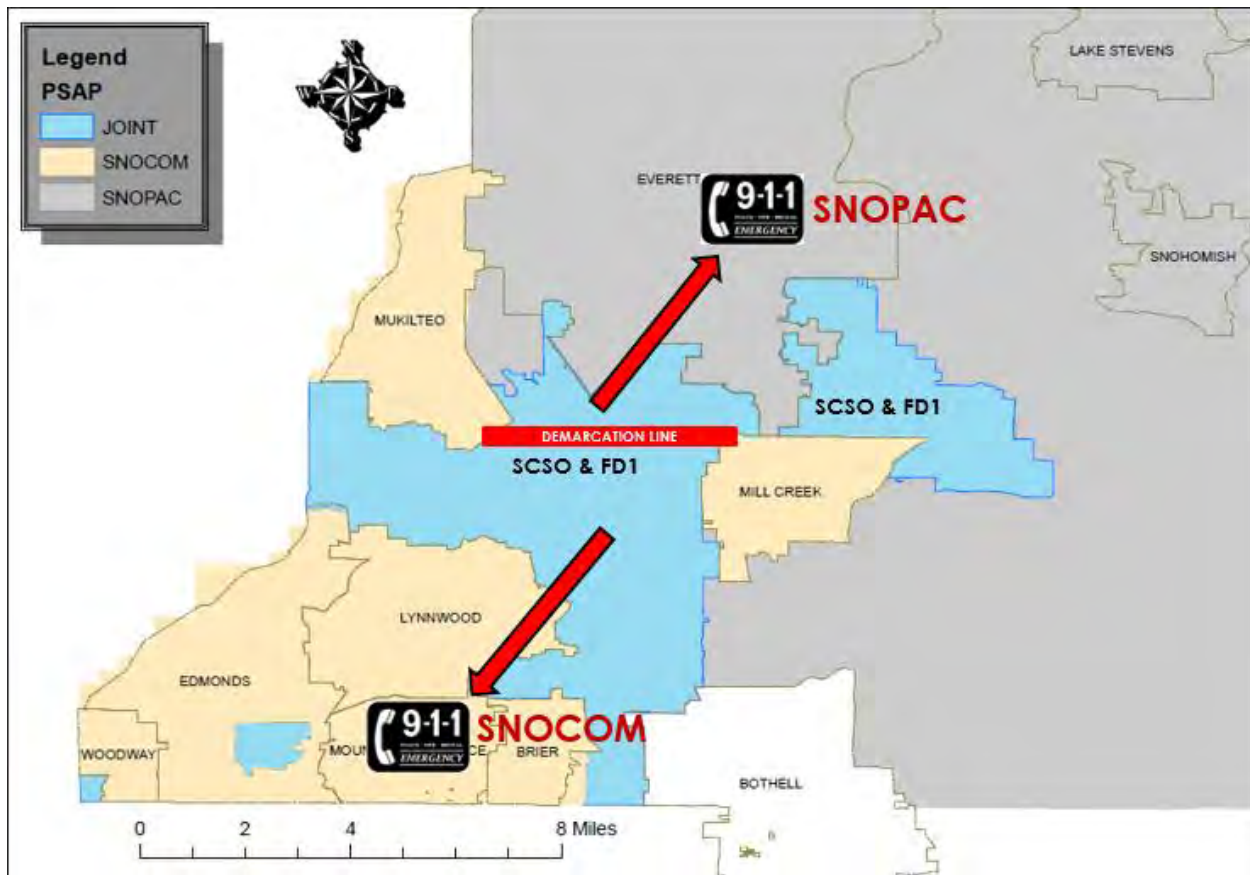 Legend
PSAP
JOINT
SNOCOM
SNOPAC
N
W
S
LAKE STEVENS
EVERETT
9-1-1
EMERGENCY
SNOPAC
SNOHOMISH
MUKILTEO
SCSO & FD1
DEMARCATION LINE
SCSO & FD1
MILL CREEK
LYNNWOOD
EDMONDS
9-1-1
EMERGENCY
SNOCOM
WOODWAY
BRIER
BOTHELL
0 2 4 8 Miles